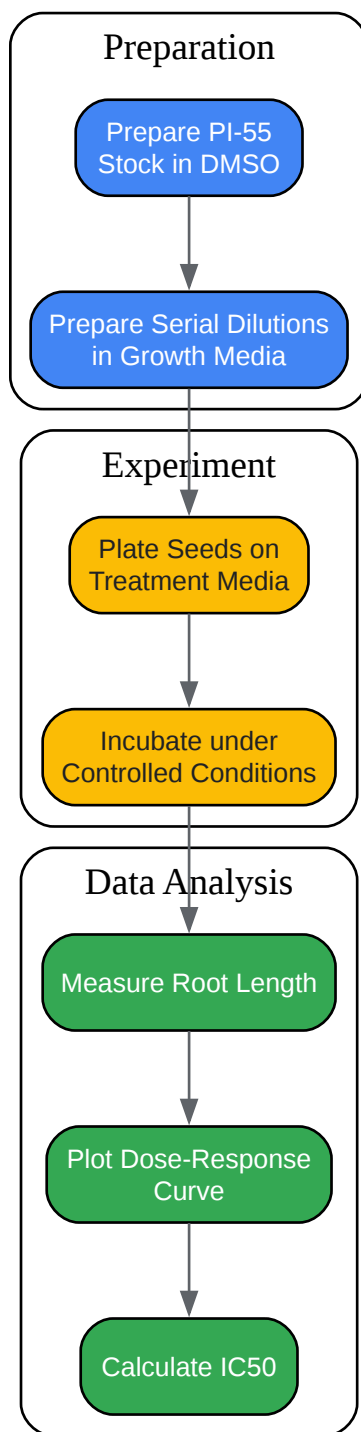 Preparation
Prepare PI-55
Stock in DMSO
Prepare Serial Dilutions
in Growth Media
Experiment
Plate Seeds on
Treatment Media
Incubate under
Controlled Conditions
Data Analysis
Measure Root Length
Plot Dose-Response
Curve
Calculate IC50